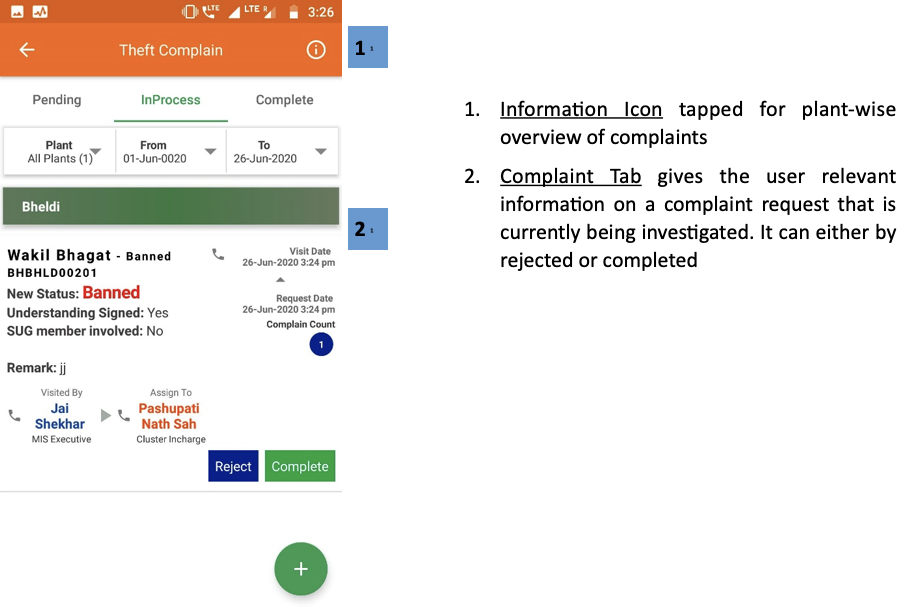 LTE LTE R 3:26
Theft Complain
1 1
Pending InProcess Complete
Plant From To
All Plants (1) 01-Jun-0020 26-Jun-2020
Bheldi
2 1
Wakil Bhagat - Banned
BHBHLD00201
New Status: Banned
Understanding Signed: Yes
SUG member involved: No
Visit Date
26-Jun-2020 3:24 pm
Request Date
26-Jun-2020 3:24 pm
Complain Count
1
Remark: jj
Visited By
Jai
Shekhar
MIS Executive
Assign To
Pashupati
Nath Sah
Cluster Incharge
Reject Complete
+
1. Information Icon tapped for plant-wise
overview of complaints
2. Complaint Tab gives the user relevant
information on a complaint request that is
currently being investigated. It can either by
rejected or completed